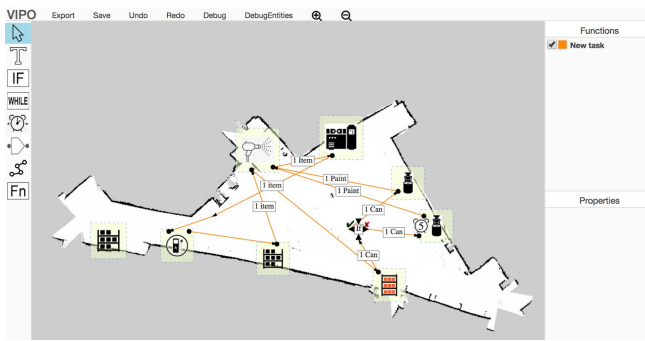 VIPO Export Save Undo Redo Debug DebugEntities
Functions
New task
T
IF
WHILE
Fn
Properties
1 Item
1 Paint
1 item
1 Paint
1 item
1 Can
If
5
1 Can
1 Can